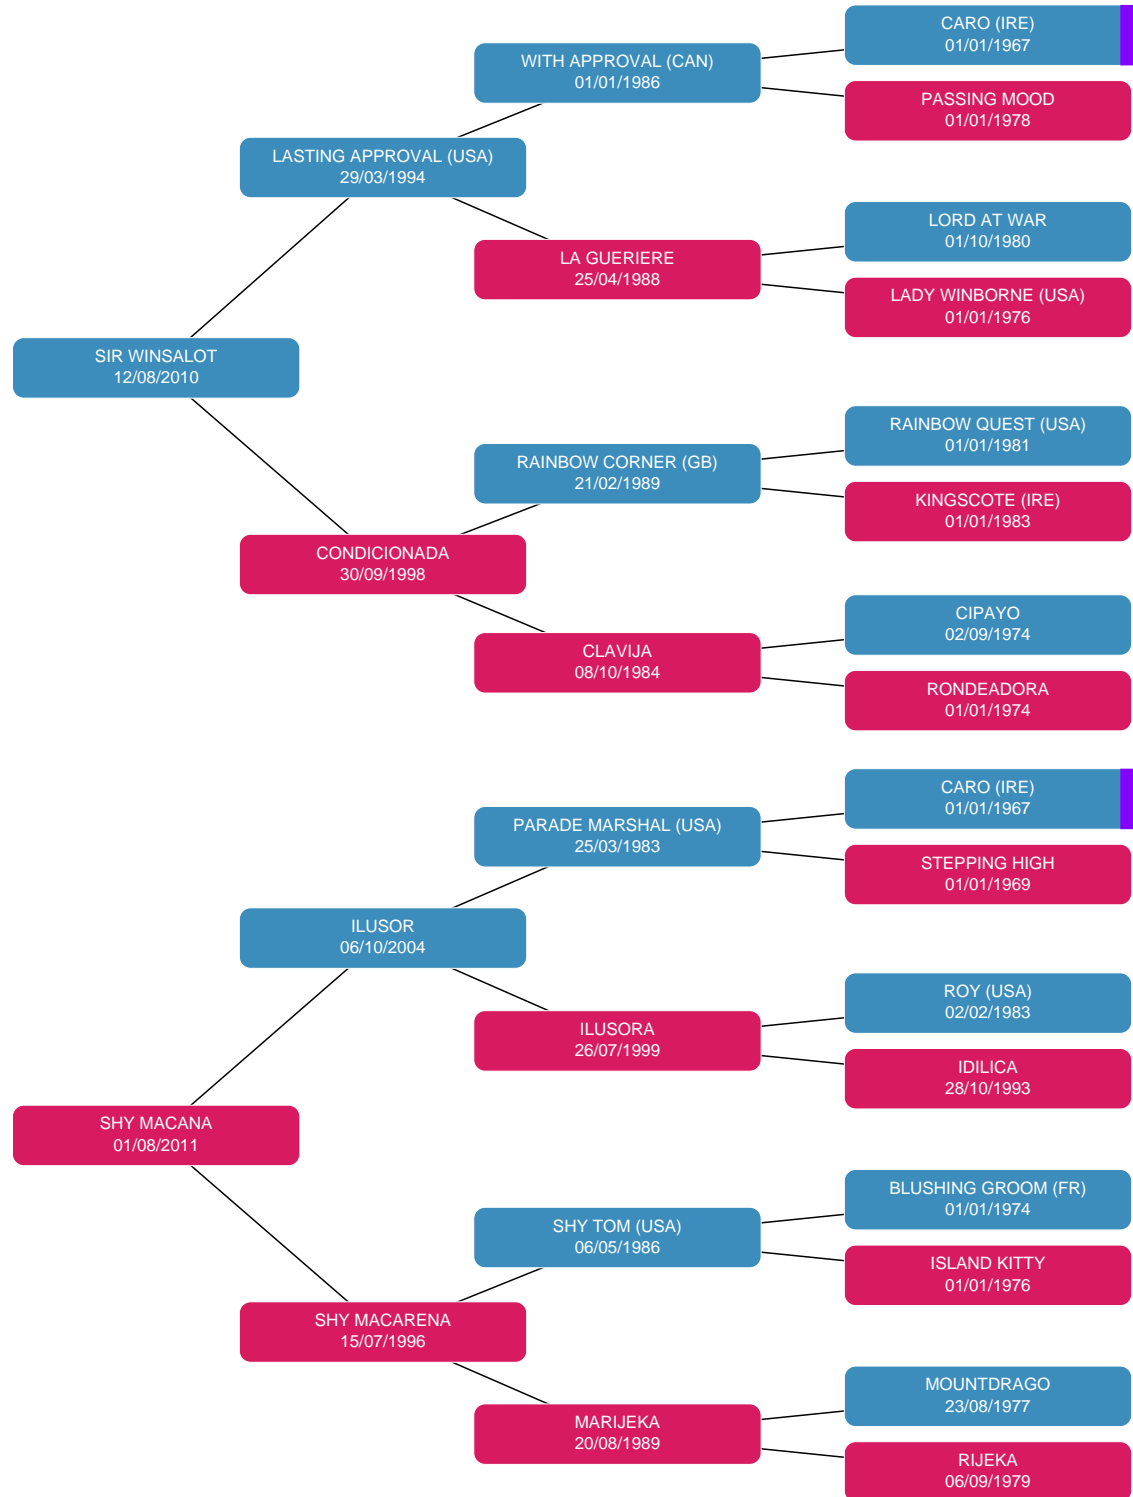 CARO (IRE)
01/01/1967
WITH APPROVAL (CAN)
01/01/1986
PASSING MOOD
01/01/1978
LASTING APPROVAL (USA)
29/03/1994
LORD AT WAR
01/10/1980
LA GUERIERE
25/04/1988
LADY WINBORNE (USA)
01/01/1976
SIR WINSALOT
12/08/2010
RAINBOW QUEST (USA)
01/01/1981
RAINBOW CORNER (GB)
21/02/1989
KINGSCOTE (IRE)
01/01/1983
CONDICIONADA
30/09/1998
CIPAYO
02/09/1974
CLAVIJA
08/10/1984
RONDEADORA
01/01/1974
CARO (IRE)
01/01/1967
PARADE MARSHAL (USA)
25/03/1983
STEPPING HIGH
01/01/1969
ILUSOR
06/10/2004
ROY (USA)
02/02/1983
ILUSORA
26/07/1999
IDILICA
28/10/1993
SHY MACANA
01/08/2011
BLUSHING GROOM (FR)
01/01/1974
SHY TOM (USA)
06/05/1986
ISLAND KITTY
01/01/1976
SHY MACARENA
15/07/1996
MOUNTDRAGO
23/08/1977
MARIJEKA
20/08/1989
RIJEKA
06/09/1979